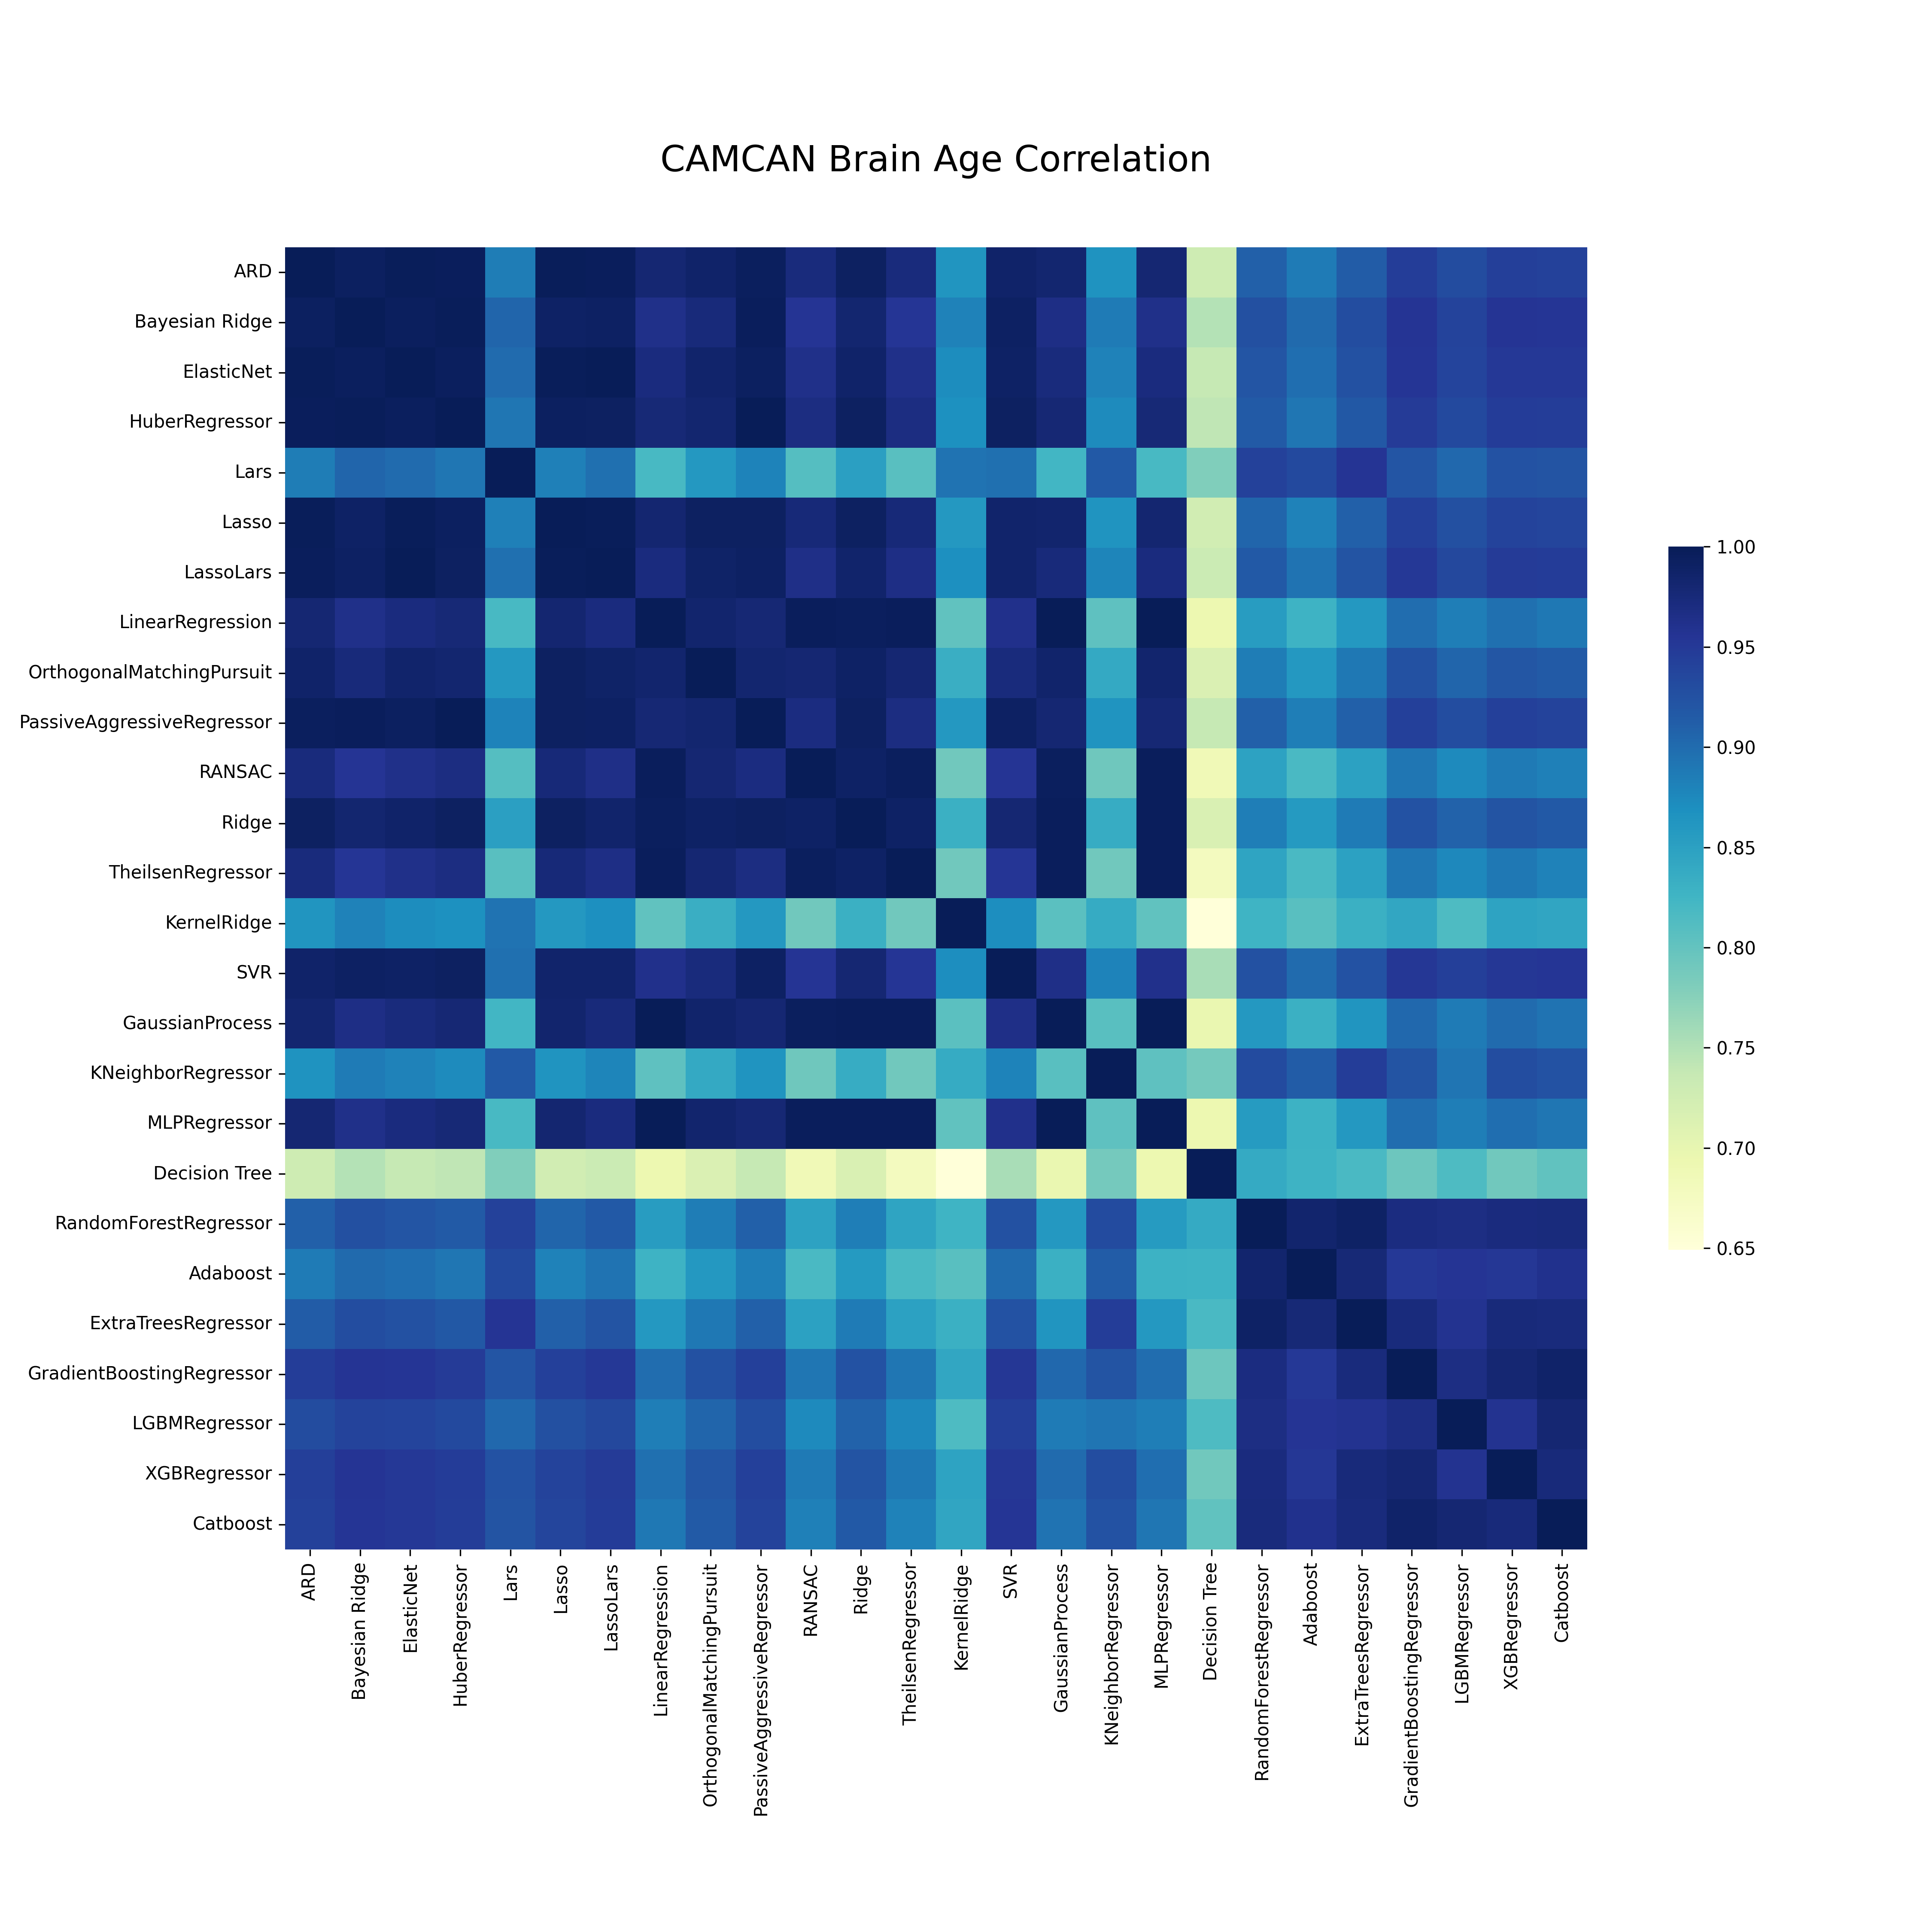 CAMCAN Brain Age Correlation
ARD
Bayesian Ridge
ElasticNet
HuberRegressor
Lars
Lasso
LassoLars
LinearRegression
OrthogonalMatchingPursuit
PassiveAggressiveRegressor
RANSAC
Ridge
TheilsenRegressor
KernelRidge
SVR
GaussianProcess
KNeighborRegressor
MLPRegressor
Decision Tree
RandomForestRegressor
Adaboost
ExtraTreesRegressor
GradientBoostingRegressor
LGBMRegressor
XGBRegressor
Catboost
ARD
Bayesian Ridge
ElasticNet
HuberRegressor
Lars
Lasso
LassoLars
LinearRegression
OrthogonalMatchingPursuit
PassiveAggressiveRegressor
RANSAC
Ridge
TheilsenRegressor
KernelRidge
SVR
GaussianProcess
KNeighborRegressor
MLPRegressor
Decision Tree
RandomForestRegressor
Adaboost
ExtraTreesRegressor
GradientBoostingRegressor
LGBMRegressor
XGBRegressor
Catboost
1.00
0.95
0.90
0.85
0.80
0.75
0.70
0.65